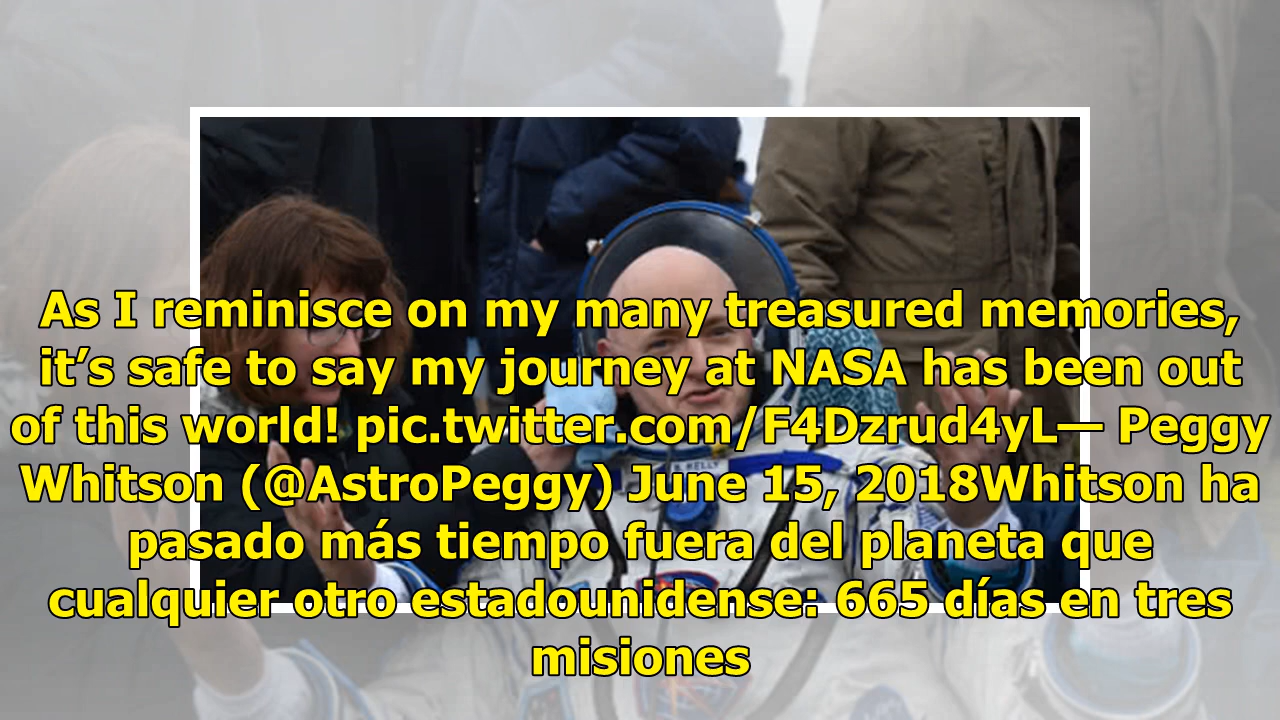 As I reminisce on my many treasured memories,
it’s safe to say my journey at NASA has been out
of this world! pic.twitter.com/F4Dzrud4yL— Peggy
Whitson (@AstroPeggy) June 15, 2018Whitson ha
pasado más tiempo fuera del planeta que
cualquier otro estadounidense: 665 días en tres
misiones
KELLY